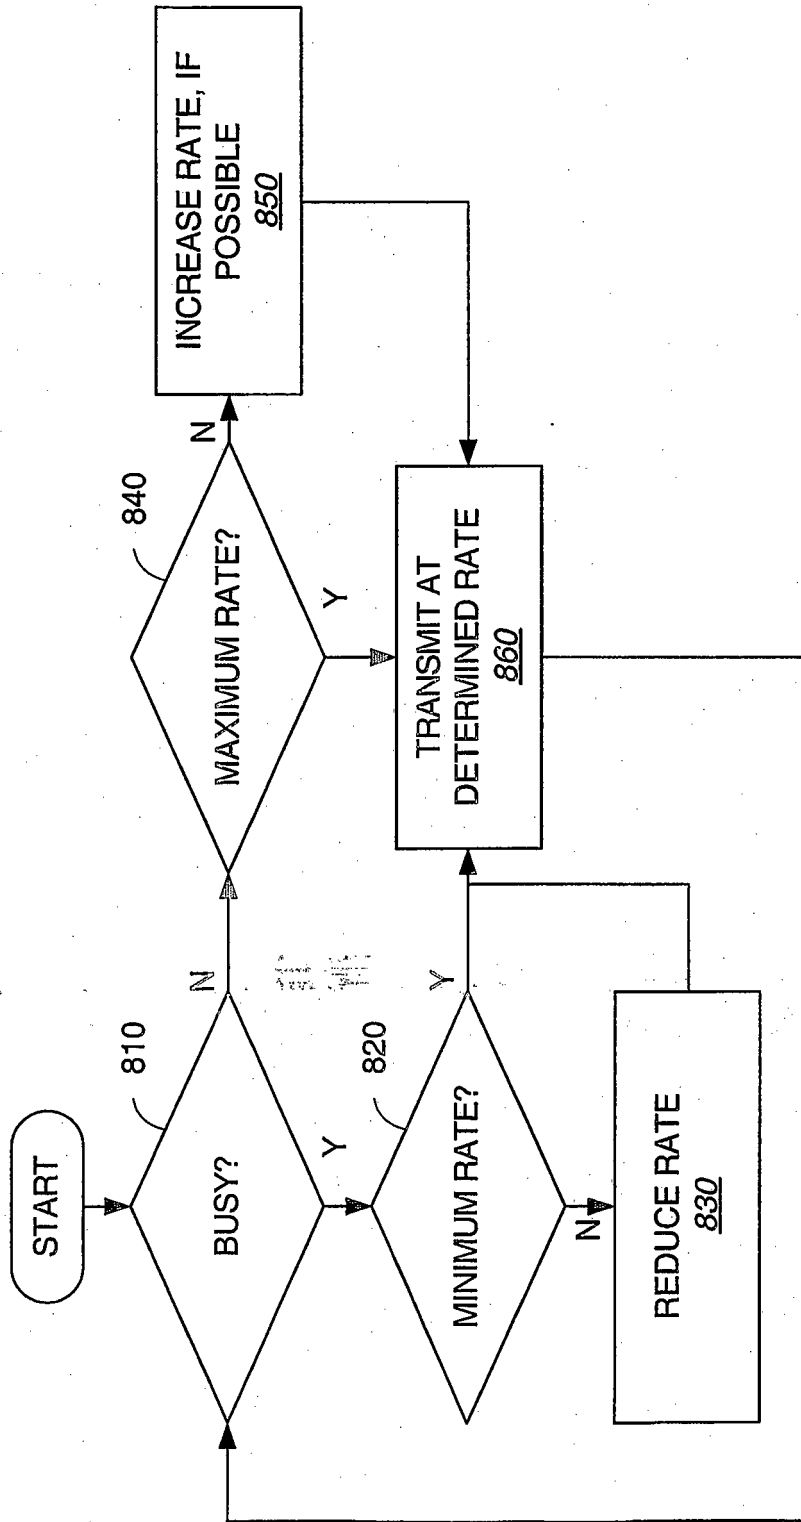 START
810
BUSY?
N
Y
840
MAXIMUM RATE?
N
Y
INCREASE RATE, IF
POSSIBLE
850
820
MINIMUM RATE?
Y
N
TRANSMIT AT
DETERMINED RATE
860
REDUCE RATE
830